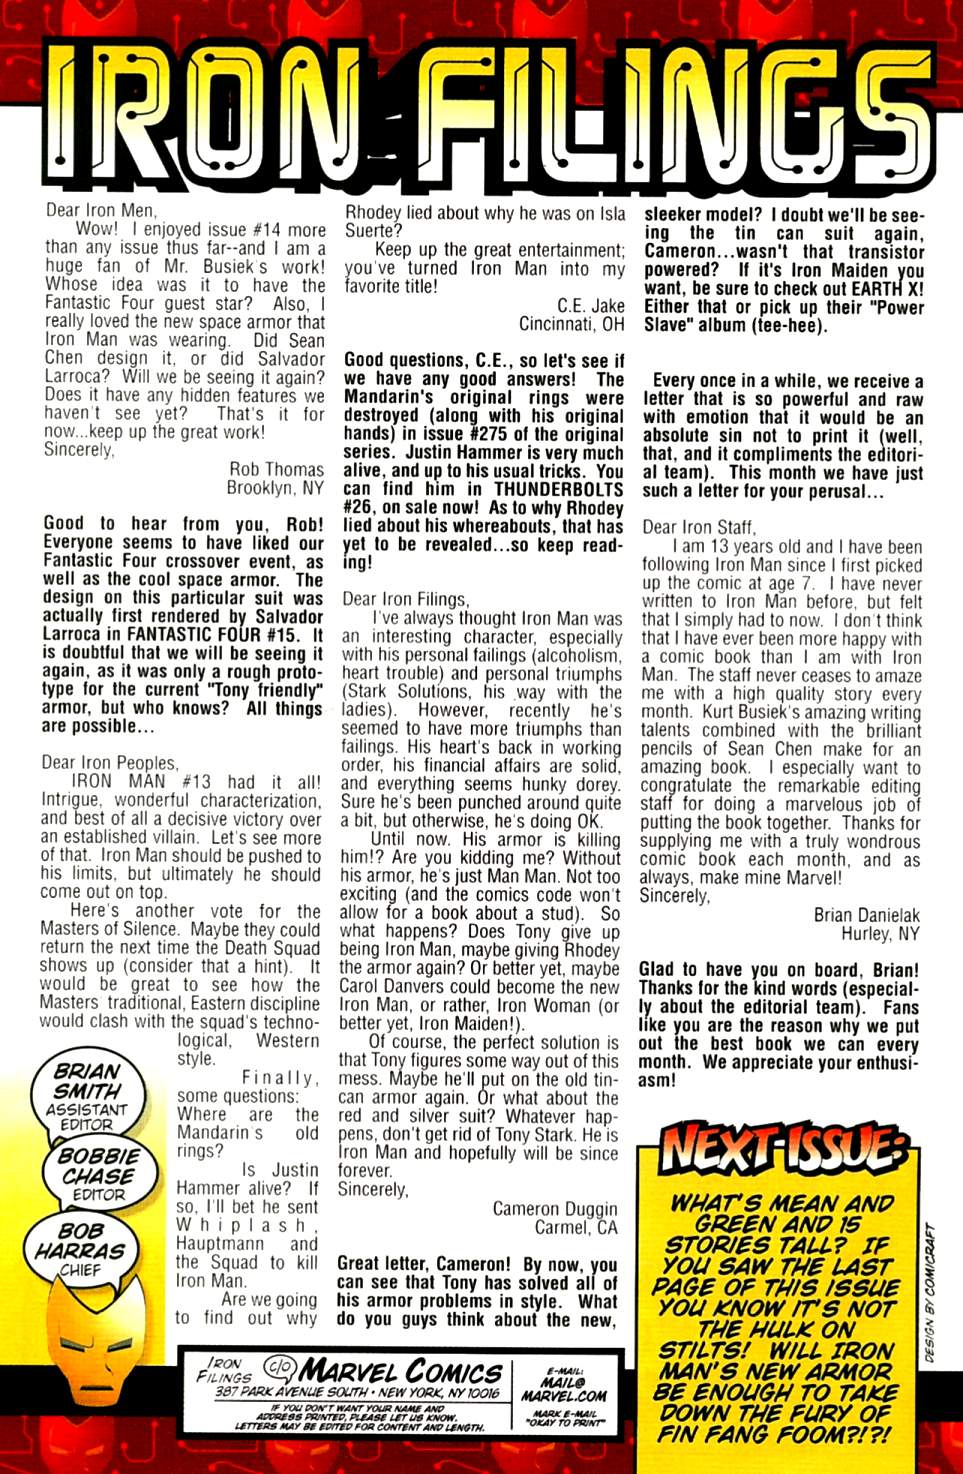 IRON FILINGS
Dear Iron Men,
Wow! I enjoyed issue #14 more
than any issue thus far--and I am a
huge fan of Mr. Busiek's work!
Whose idea was it to have the
Fantastic Four guest star? Also, I
really loved the new space armor that
Iron Man was wearing. Did Sean
Chen design it, or did Salvador
Larroca? Will we be seeing it again?
Does it have any hidden features we
haven't see yet? That's it for
now...keep up the great work!
Sincerely,
Rob Thomas
Brooklyn, NY
Good to hear from you, Rob!
Everyone seems to have liked our
Fantastic Four crossover event, as
well as the cool space armor. The
design on this particular suit was
actually first rendered by Salvador
Larroca in FANTASTIC FOUR #15. It
is doubtful that we will be seeing it
again, as it was only a rough proto-
type for the current "Tony friendly"
armor, but who knows? All things
are possible...
Dear Iron Peoples,
IRON MAN #13 had it all!
Intrigue, wonderful characterization,
and best of all a decisive victory over
an established villain. Let's see more
of that. Iron Man should be pushed to
his limits, but ultimately he should
come out on top.
Here's another vote for the
Masters of Silence. Maybe they could
return the next time the Death Squad
shows up (consider that a hint). It
would be great to see how the
Masters' traditional, Eastern discipline
would clash with the squad's techno-
logical, Western
style.
Finally,
some questions:
Where are the
Mandarin's old
rings?
Is Justin
Hammer alive? If
so, I'll bet he sent
Whiplash,
Hauptmann and
the Squad to kill
Iron Man.
Are we going
to find out why
Rhodey lied about why he was on Isla
Suerte?
Keep up the great entertainment;
you've turned Iron Man into my
favorite title!
C.E. Jake
Cincinnati, OH
Good questions, C.E., so let's see if
we have any good answers! The
Mandarin's original rings were
destroyed (along with his original
hands) in issue #275 of the original
series. Justin Hammer is very much
alive, and up to his usual tricks. You
can find him in THUNDERBOLTS
#26, on sale now! As to why Rhodey
lied about his whereabouts, that has
yet to be revealed...so keep read-
ing!
Dear Iron Filings,
I've always thought Iron Man was
an interesting character, especially
with his personal failings (alcoholism,
heart trouble) and personal triumphs
(Stark Solutions, his way with the
ladies). However, recently he's
seemed to have more triumphs than
failings. His heart's back in working
order, his financial affairs are solid,
and everything seems hunky dorey.
Sure he's been punched around quite
a bit, but otherwise, he's doing OK.
Until now. His armor is killing
him!? Are you kidding me? Without
his armor, he's just Man Man. Not too
exciting (and the comics code won't
allow for a book about a stud). So
what happens? Does Tony give up
being Iron Man, maybe giving Rhodey
the armor again? Or better yet, maybe
Carol Danvers could become the new
Iron Man, or rather, Iron Woman (or
better yet, Iron Maiden!).
Of course, the perfect solution is
that Tony figures some way out of this
mess. Maybe he'll put on the old tin-
can armor again. Or what about the
red and silver suit? Whatever hap-
pens, don't get rid of Tony Stark. He is
Iron Man and hopefully will be since
forever.
Sincerely,
Cameron Duggin
Carmel, CA
Great letter, Cameron! By now, you
can see that Tony has solved all of
his armor problems in style. What
do you guys think about the new,
sleeker model? I doubt we'll be see-
ing the tin can suit again,
Cameron...wasn't that transistor
powered? If it's Iron Maiden you
want, be sure to check out EARTH X!
Either that or pick up their "Power
Slave" album (tee-hee).
Every once in a while, we receive a
letter that is so powerful and raw
with emotion that it would be an
absolute sin not to print it (well,
that, and it compliments the editori-
al team). This month we have just
such a letter for your perusal...
Dear Iron Staff,
I am 13 years old and I have been
following Iron Man since I first picked
up the comic at age 7. I have never
written to Iron Man before, but felt
that I simply had to now. I don't think
that I have ever been more happy with
a comic book than I am with Iron
Man. The staff never ceases to amaze
me with a high quality story every
month. Kurt Busiek's amazing writing
talents combined with the brilliant
pencils of Sean Chen make for an
amazing book. I especially want to
congratulate the remarkable editing
staff for doing a marvelous job of
putting the book together. Thanks for
supplying me with a truly wondrous
comic book each month, and as
always, make mine Marvel!
Sincerely,
Brian Danielak
Hurley, NY
Glad to have you on board, Brian!
Thanks for the kind words (especial-
ly about the editorial team). Fans
like you are the reason why we put
out the best book we can every
month. We appreciate your enthusi-
asm!
BRIAN
SMITH
ASSISTANT
EDITOR
BOBBIE
CHASE
EDITOR
BOB
HARRAS
CHIEF
IRON
FILINGS
C/O
MARVEL COMICS
387 PARK AVENUE SOUTH • NEW YORK, NY 10016
IF YOU DON'T WANT YOUR NAME AND
ADDRESS PRINTED, PLEASE LET US KNOW.
LETTERS MAY BE EDITED FOR CONTENT AND LENGTH.
E-MAIL:
MAIL@
MARVEL.COM
MARK E-MAIL
"OKAY TO PRINT"
NEXT ISSUE:
WHAT'S MEAN AND
GREEN AND 15
STORIES TALL? IF
YOU SAW THE LAST
PAGE OF THIS ISSUE
YOU KNOW IT'S NOT
THE HULK ON
STILTS! WILL IRON
MAN'S NEW ARMOR
BE ENOUGH TO TAKE
DOWN THE FURY OF
FIN FANG FOOM?!?!
DESIGN BY COMICRAFT